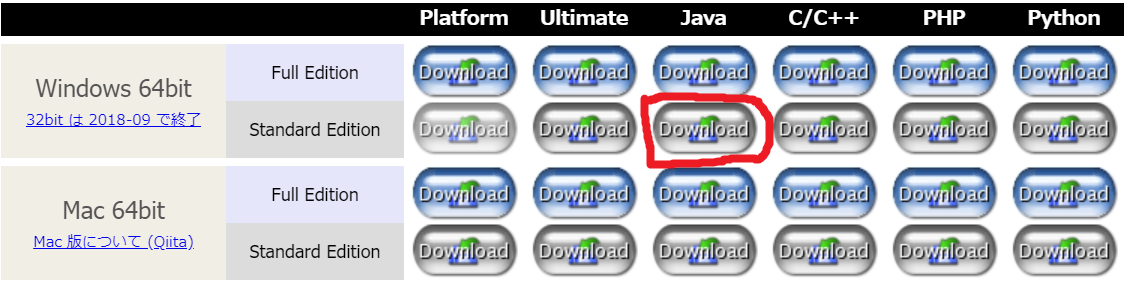 Platform Ultimate Java C/C++ PHP Python
Windows 64bit
32bit は 2018-09 で終了
Full Edition Download Download Download Download Download Download
Standard Edition Download Download Download Download Download Download
Mac 64bit
Mac 版について (Qiita)
Full Edition Download Download Download Download Download Download
Standard Edition Download Download Download Download Download Download